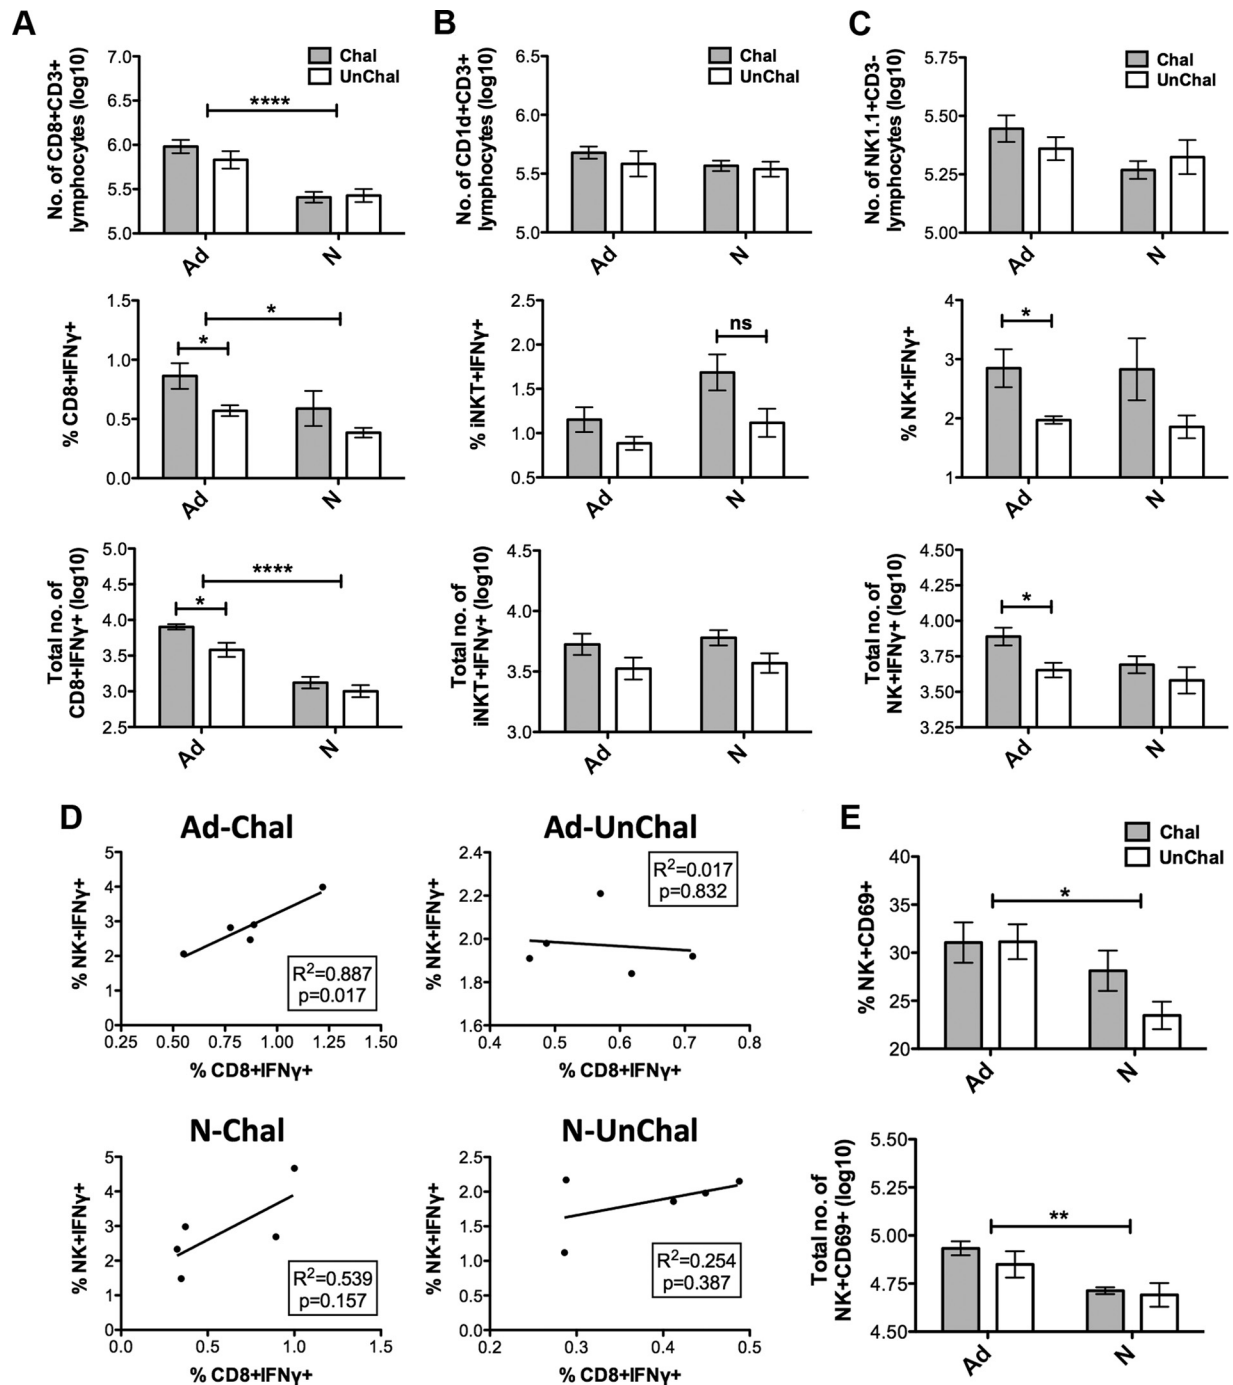 A
No. of CD8+CD3+
lymphocytes (log10)
7.0
6.5
6.0
5.5
5.0
Chal
UnChal
****
Ad
N
B
No. of CD1d+CD3+
lymphocytes (log10)
6.5
6.0
5.5
5.0
Chal
UnChal
Ad
N
C
No. of NK1.1+CD3-
lymphocytes (log10)
5.75
5.50
5.25
5.00
Chal
UnChal
Ad
N
% CD8+IFNγ+
1.5
1.0
0.5
0.0
*
*
Ad
N
% iNKT+IFNγ+
2.5
2.0
1.5
1.0
0.5
ns
Ad
N
% NK+IFNγ+
4
3
2
1
*
Ad
N
Total no. of
CD8+IFNγ+ (log10)
5.0
4.5
4.0
3.5
3.0
2.5
****
*
Ad
N
Total no. of
iNKT+IFNγ+ (log10)
4.5
4.0
3.5
3.0
Ad
N
Total no. of
NK+IFNγ+ (log10)
4.50
4.25
4.00
3.75
3.50
3.25
*
Ad
N
D
Ad-Chal
% NK+IFNγ+
5
4
3
2
1
0
R²=0.887
p=0.017
0.25 0.50 0.75 1.00 1.25 1.50
% CD8+IFNγ+
Ad-UnChal
% NK+IFNγ+
2.4
2.2
2.0
1.8
1.6
R²=0.017
p=0.832
0.4 0.5 0.6 0.7 0.8
% CD8+IFNγ+
N-Chal
% NK+IFNγ+
5
4
3
2
1
0
R²=0.539
p=0.157
0.0 0.5 1.0 1.5
% CD8+IFNγ+
N-UnChal
% NK+IFNγ+
2.5
2.0
1.5
1.0
0.5
0.0
R²=0.254
p=0.387
0.2 0.3 0.4 0.5
% CD8+IFNγ+
E
Chal
UnChal
% NK+CD69+
40
35
30
25
20
*
Ad
N
Total no. of
NK+CD69+ (log10)
5.50
5.25
5.00
4.75
4.50
**
Ad
N